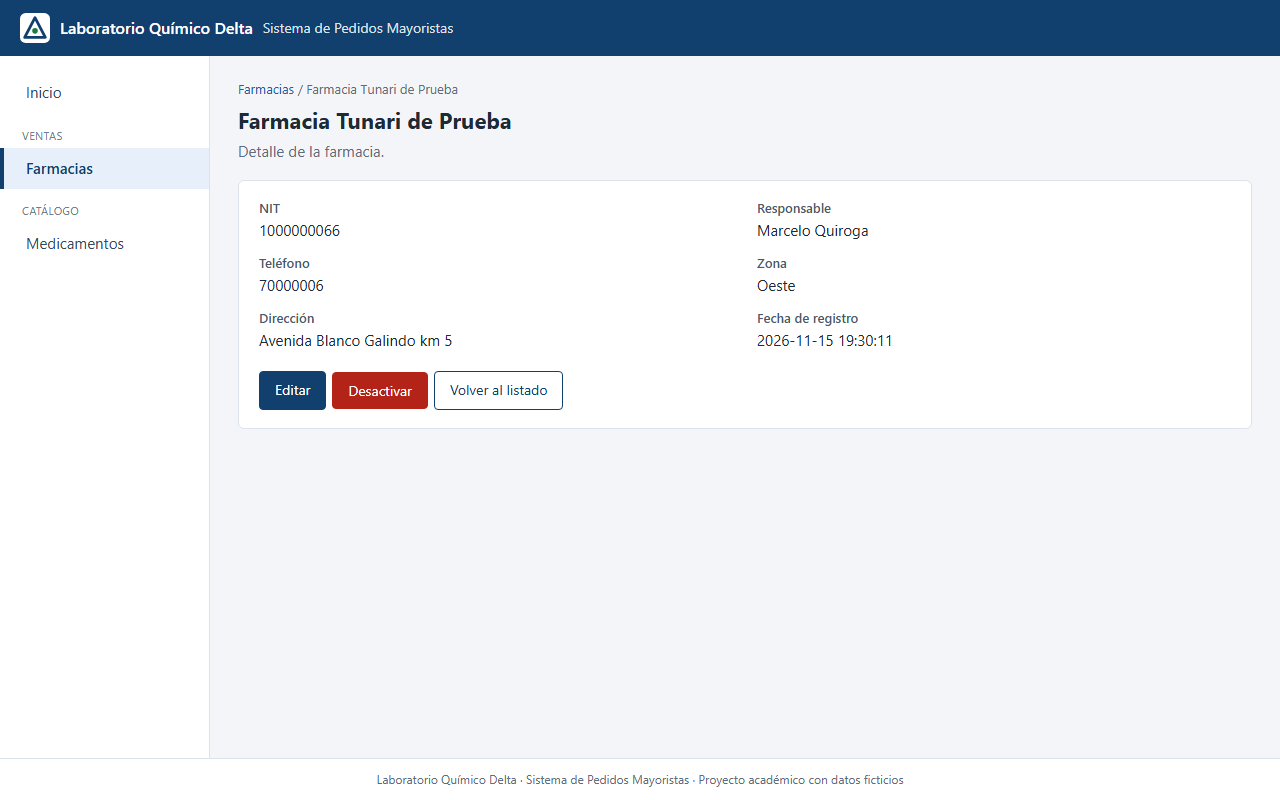 Laboratorio Químico Delta Sistema de Pedidos Mayoristas
Inicio
VENTAS
Farmacias
CATÁLOGO
Medicamentos
Farmacias / Farmacia Tunari de Prueba
Farmacia Tunari de Prueba
Detalle de la farmacia.
NIT
1000000066
Responsable
Marcelo Quiroga
Teléfono
70000006
Zona
Oeste
Dirección
Avenida Blanco Galindo km 5
Fecha de registro
2026-11-15 19:30:11
Editar Desactivar Volver al listado
Laboratorio Químico Delta · Sistema de Pedidos Mayoristas · Proyecto académico con datos ficticios